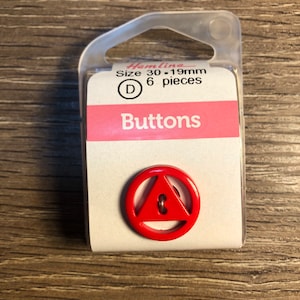 Hemline
Size 30 • 19mm
D 6 pieces
Buttons